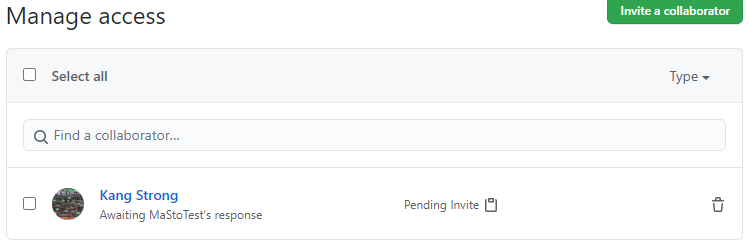 Manage access
Invite a collaborator
Select all
Type
Find a collaborator...
Kang Strong
Awaiting MaStoTest's response
Pending Invite